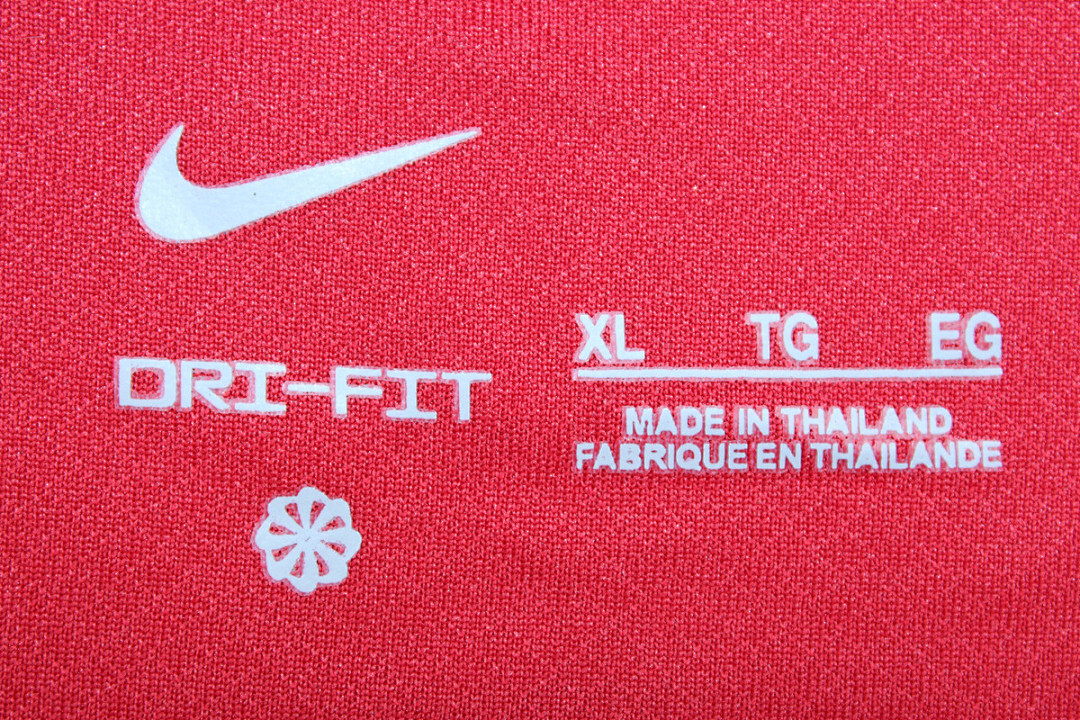 DRI-FIT
XL TG EG
MADE IN THAILAND
FABRIQUE EN THAILANDE